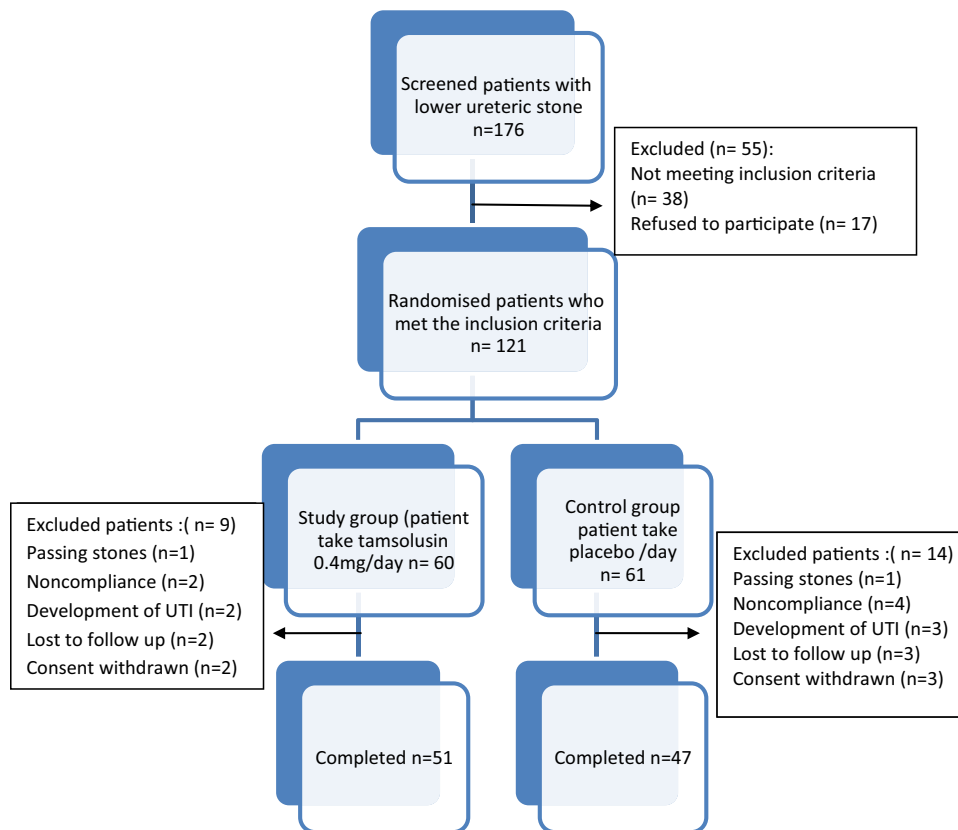 Screened patients with
lower ureteric stone
n=176
Excluded (n= 55):
Not meeting inclusion criteria
(n= 38)
Refused to participate (n= 17)
Randomised patients who
met the inclusion criteria
n= 121
Study group (patient
take tamsolusin
0.4mg/day n= 60
Control group
patient take
placebo /day
n= 61
Excluded patients :( n= 9)
Passing stones (n=1)
Noncompliance (n=2)
Development of UTI (n=2)
Lost to follow up (n=2)
Consent withdrawn (n=2)
Excluded patients :( n= 14)
Passing stones (n=1)
Noncompliance (n=4)
Development of UTI (n=3)
Lost to follow up (n=3)
Consent withdrawn (n=3)
Completed n=51
Completed n=47